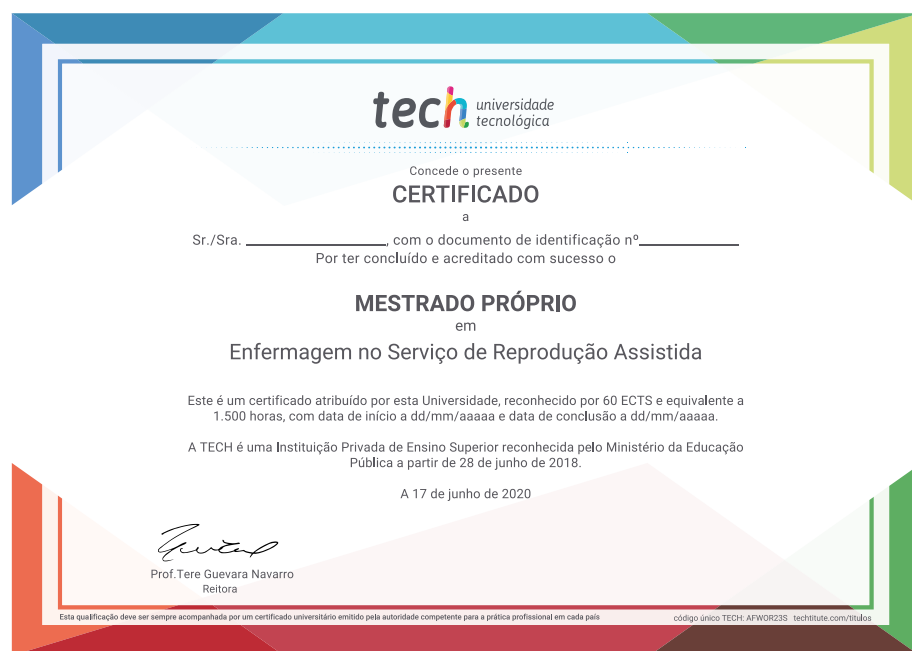 tech universidade
tecnológica
Concede o presente
CERTIFICADO
a
Sr./Sra. ________________, com o documento de identificação nº____________
Por ter concluído e acreditado com sucesso o
MESTRADO PRÓPRIO
em
Enfermagem no Serviço de Reprodução Assistida
Este é um certificado atribuído por esta Universidade, reconhecido por 60 ECTS e equivalente a
1.500 horas, com data de início a dd/mm/aaaaa e data de conclusão a dd/mm/aaaaa.
A TECH é uma Instituição Privada de Ensino Superior reconhecida pelo Ministério da Educação
Pública a partir de 28 de junho de 2018.
A 17 de junho de 2020
Prof.Tere Guevara Navarro
Reitora
Esta qualificação deve ser sempre acompanhada por um certificado universitário emitido pela autoridade competente para a prática profissional em cada país
código único TECH: AFWOR23S techtitute.com/titulos